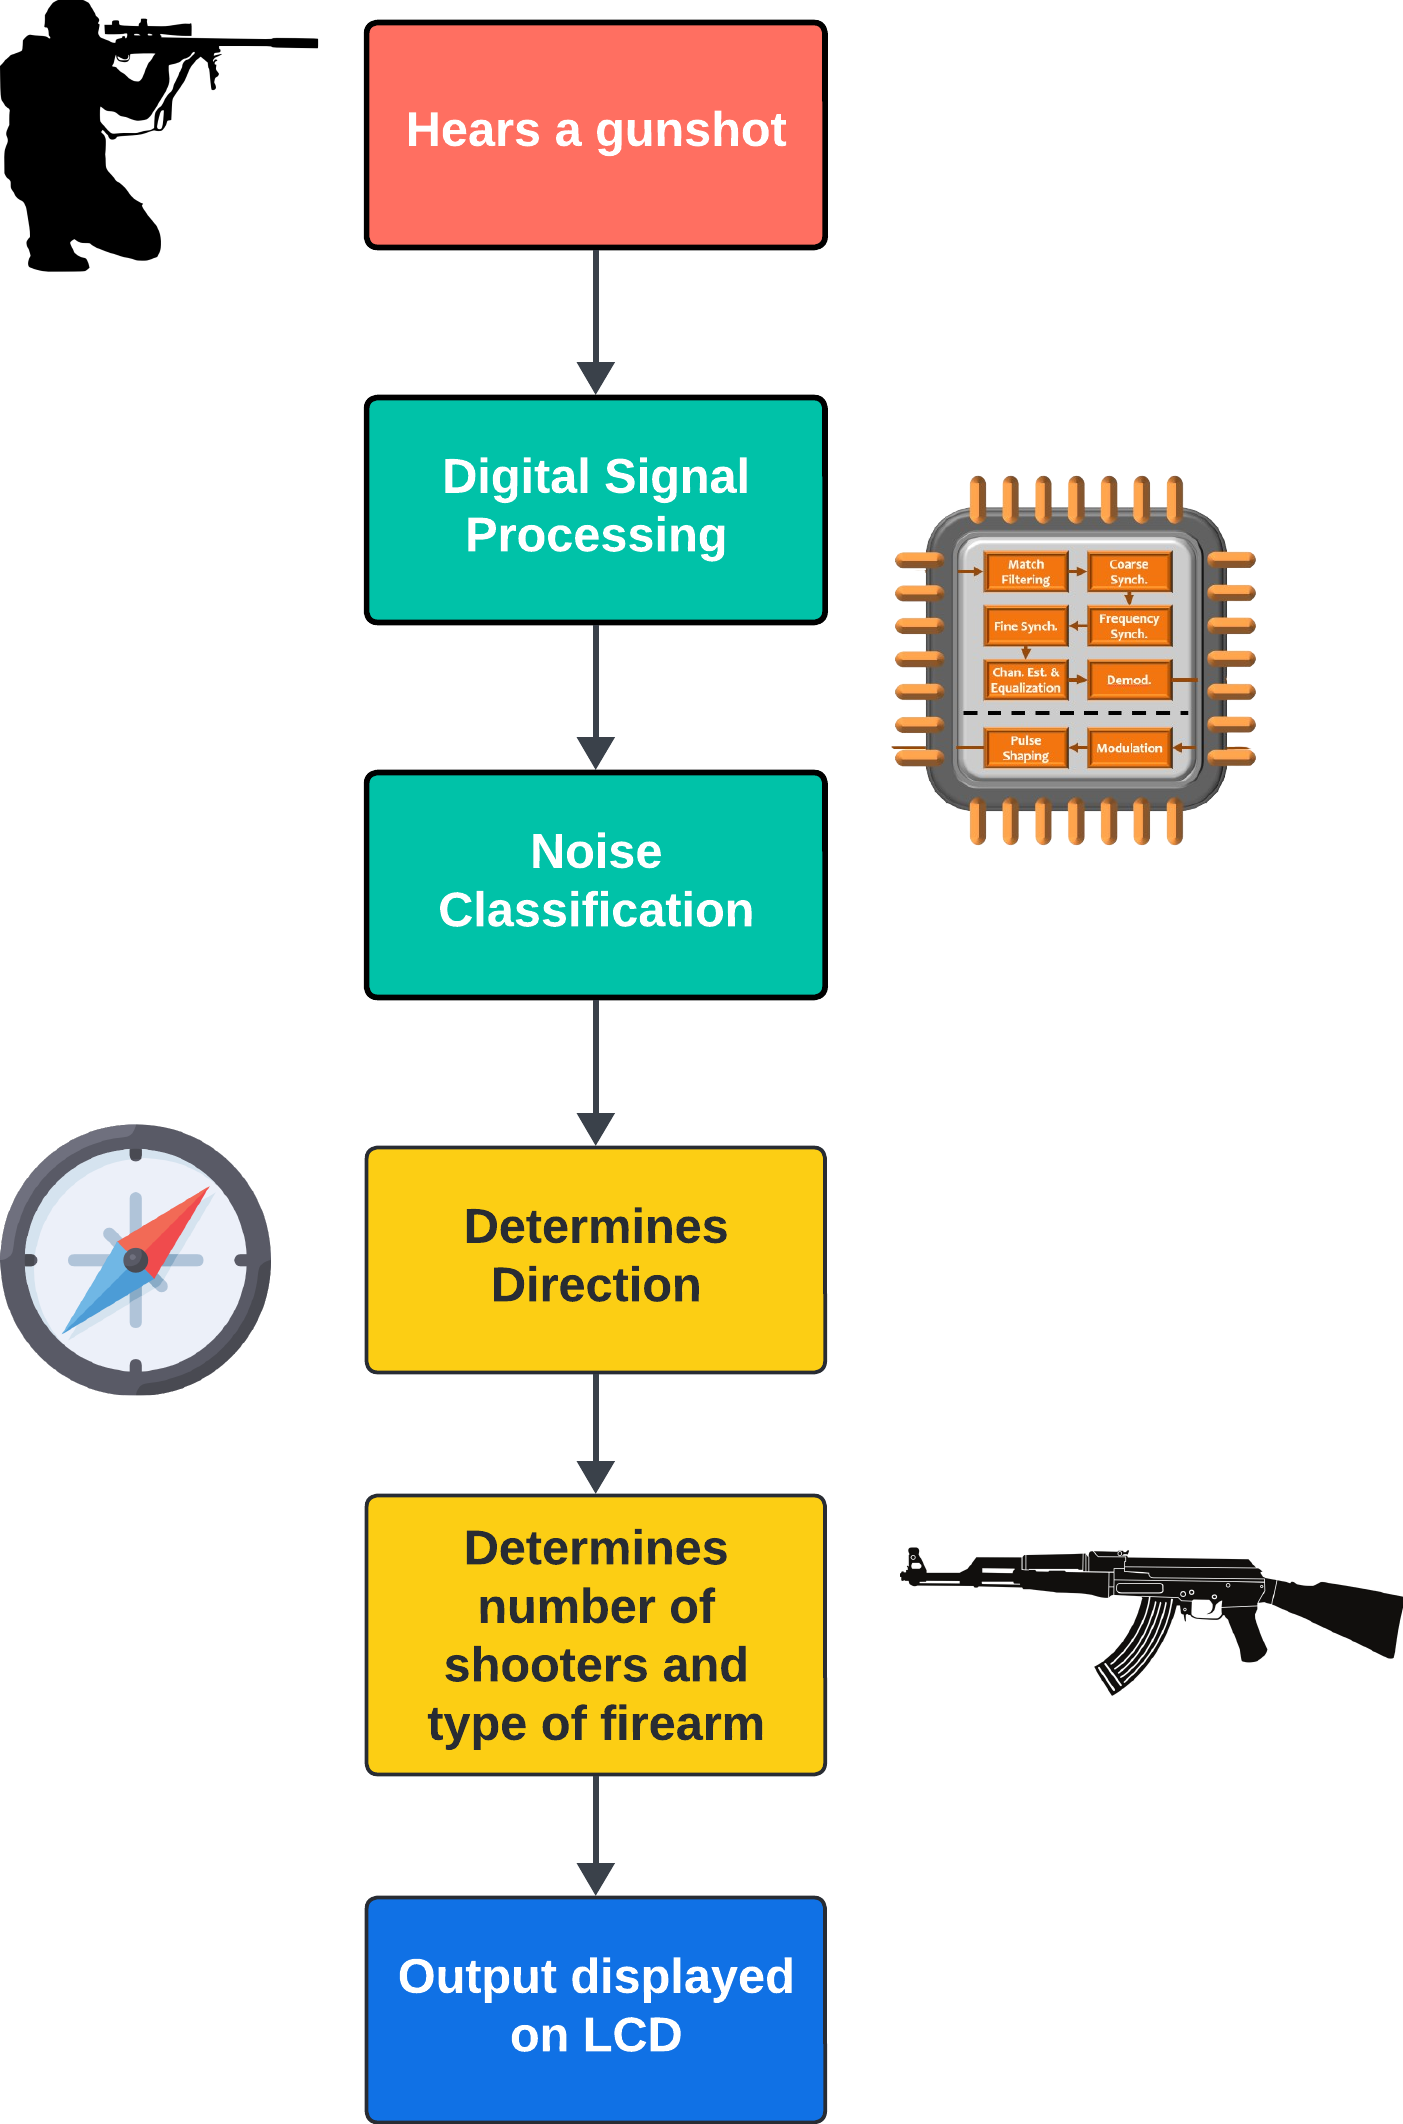 Hears a gunshot
Digital Signal
Processing
Match
Filtering
Coarse
Synch.
Fine Synch.
Frequency
Synch.
Chan. Est. &
Equalization
Demod.
Pulse
Shaping
Modulation
Noise
Classification
Determines
Direction
Determines
number of
shooters and
type of firearm
Output displayed
on LCD